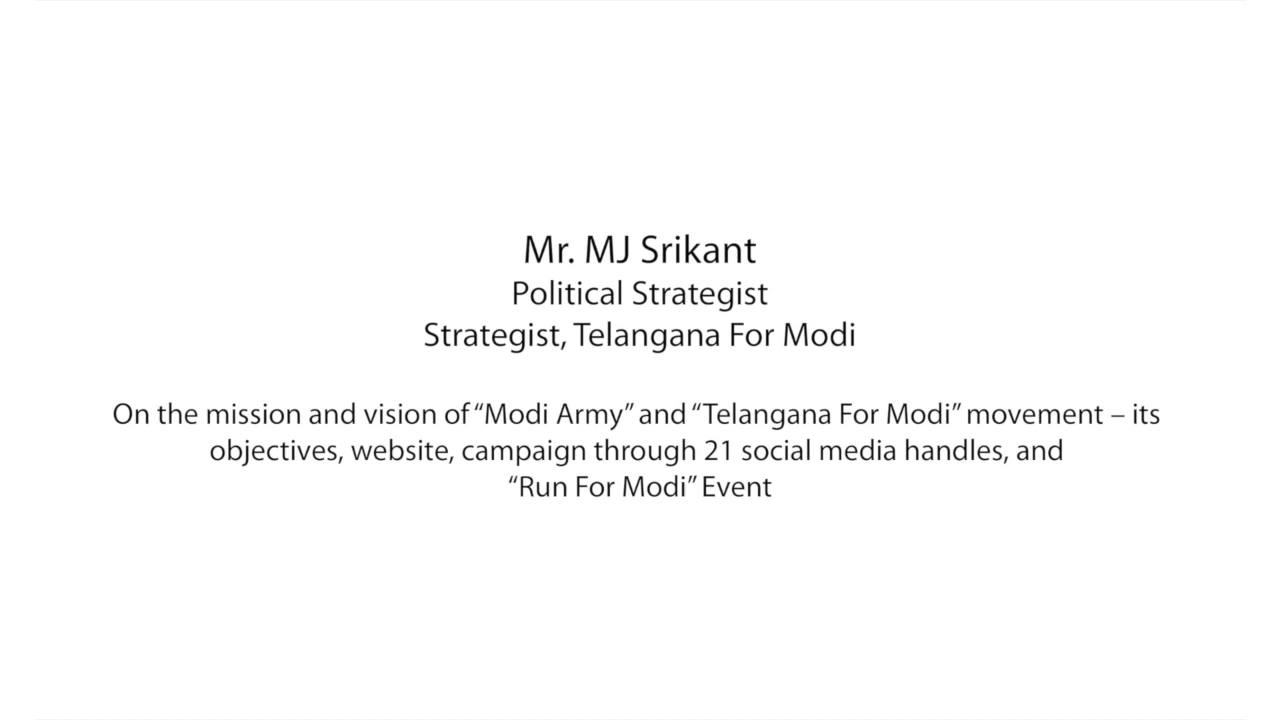 Mr. MJ Srikant
Political Strategist
Strategist, Telangana For Modi
On the mission and vision of “Modi Army” and “Telangana For Modi” movement – its
objectives, website, campaign through 21 social media handles, and
“Run For Modi” Event